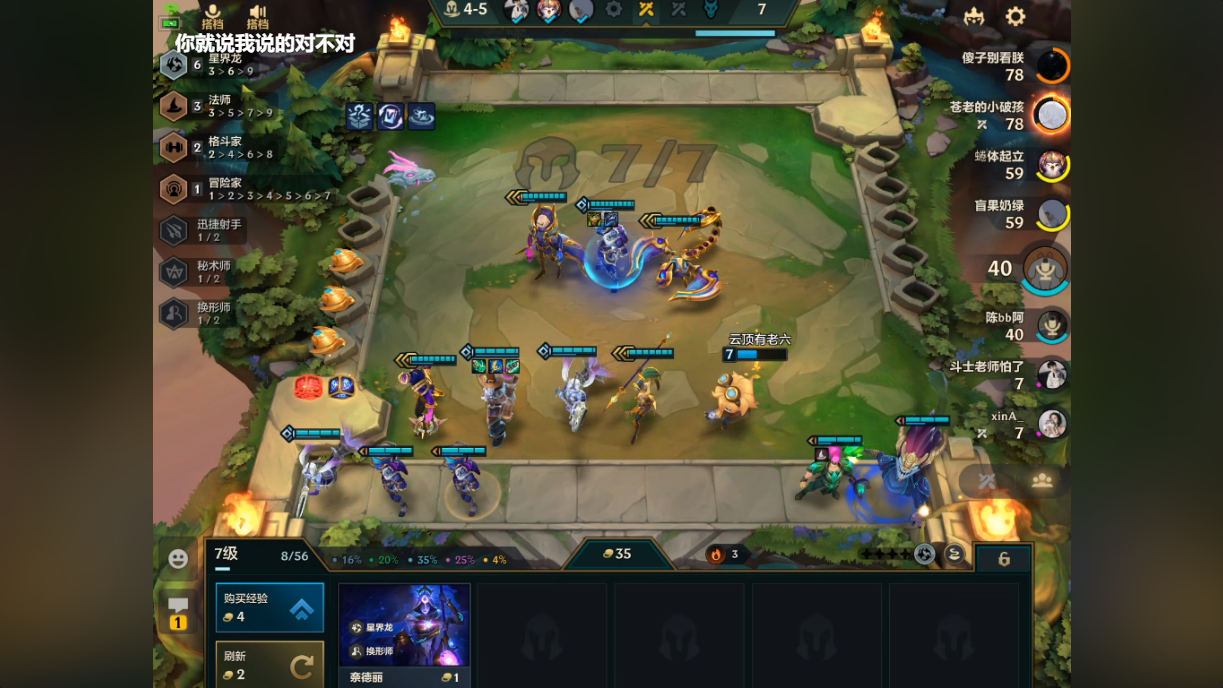 搭档
搭档
4-5
7
你就说我说的对不对
6
星界龙
3 > 6 > 9
3
法师
3 > 5 > 7 > 9
2
格斗家
2 > 4 > 6 > 8
1
冒险家
1 > 2 > 3 > 4 > 5 > 6 > 7
迅捷射手
1 / 2
秘术师
1 / 2
换形师
1 / 2
7/7
傻子别看朕
78
苍老的小破孩
78
蜷体起立
59
盲果奶绿
59
40
陈bb阿
40
斗士老师怕了
7
xinA_
7
云顶有老六
7
7级
8/56
16%
20%
35%
25%
4%
35
3
购买经验
4
刷新
2
1
星界龙
换形师
奈德丽
1